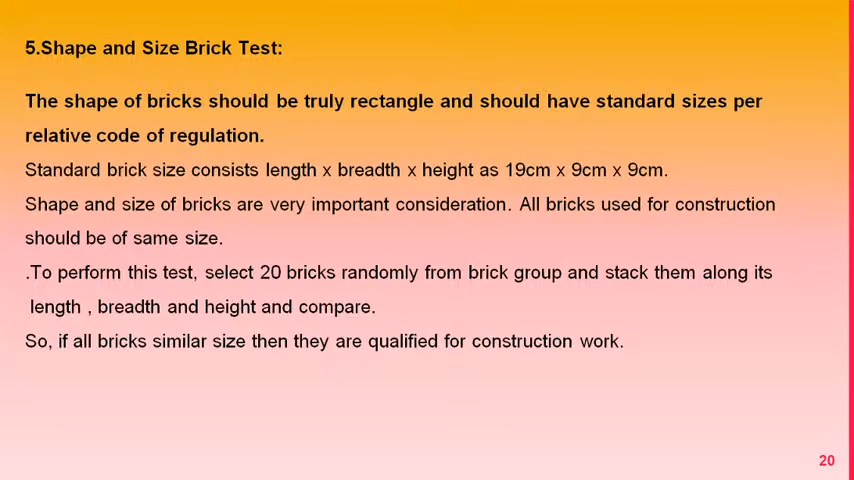 5.Shape and Size Brick Test:
The shape of bricks should be truly rectangle and should have standard sizes per
relative code of regulation.
Standard brick size consists length x breadth x height as 19cm x 9cm x 9cm.
Shape and size of bricks are very important consideration. All bricks used for construction
should be of same size.
.To perform this test, select 20 bricks randomly from brick group and stack them along its
length , breadth and height and compare.
So, if all bricks similar size then they are qualified for construction work.
20